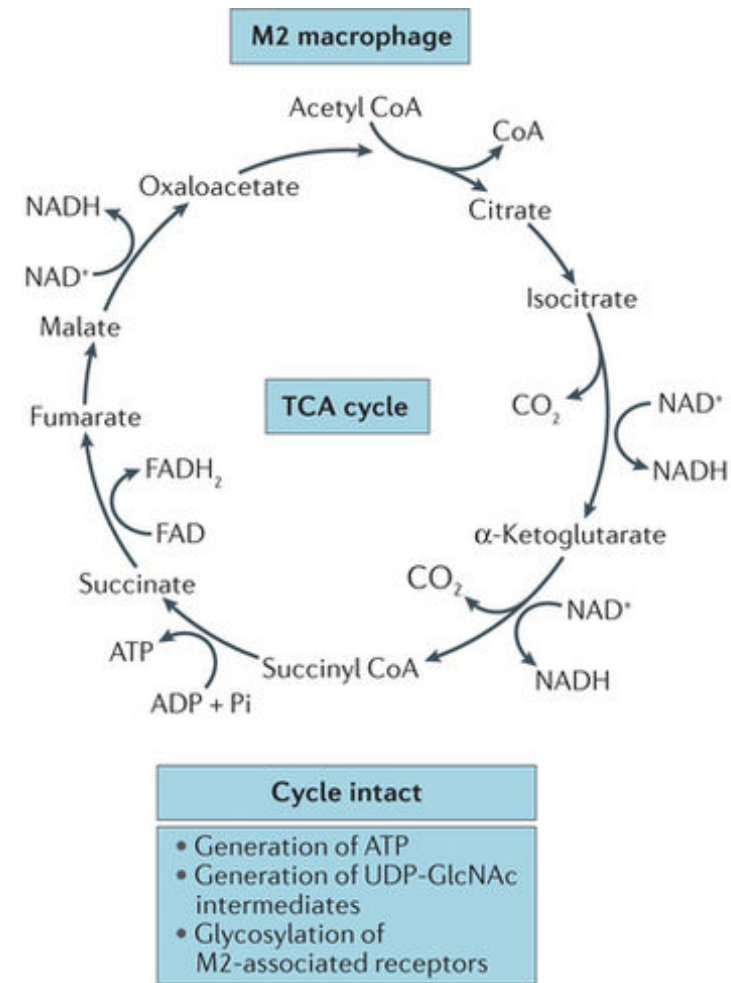 M2 macrophage
Acetyl CoA
CoA
Oxaloacetate
Citrate
NADH
NAD⁺
Isocitrate
Malate
TCA cycle
CO₂
NAD⁺
Fumarate
NADH
FADH₂
FAD
α-Ketoglutarate
Succinate
CO₂
NAD⁺
ATP
Succinyl CoA
NADH
ADP + Pi
Cycle intact
• Generation of ATP
• Generation of UDP-GlcNAc
intermediates
• Glycosylation of
M2-associated receptors